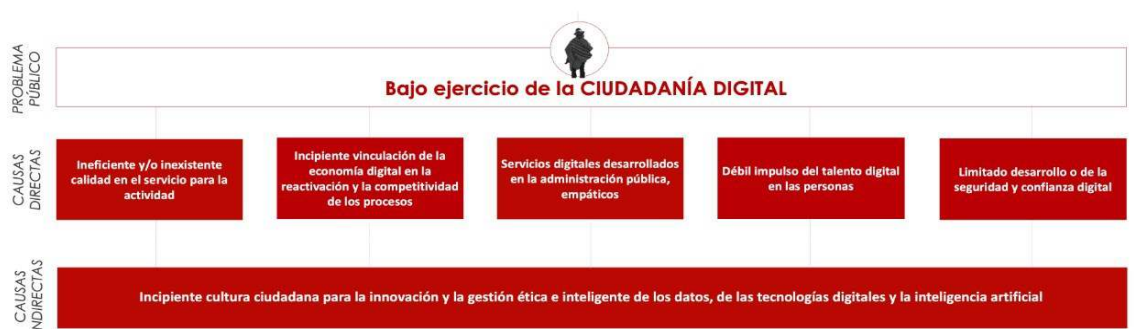 PROBLEMA
PÚBLICO
Bajo ejercicio de la CIUDADANÍA DIGITAL
CAUSAS
DIRECTAS
Ineficiente y/o inexistente
calidad en el servicio para la
actividad
Incipiente vinculación de la
economía digital en la
reactivación y la competitividad
de los procesos
Servicios digitales desarrollados
en la administración pública,
empáticos
Débil impulso del talento digital
en las personas
Limitado desarrollo o de la
seguridad y confianza digital
CAUSAS
NDIRECTAS
Incipiente cultura ciudadana para la innovación y la gestión ética e inteligente de los datos, de las tecnologías digitales y la inteligencia artificial